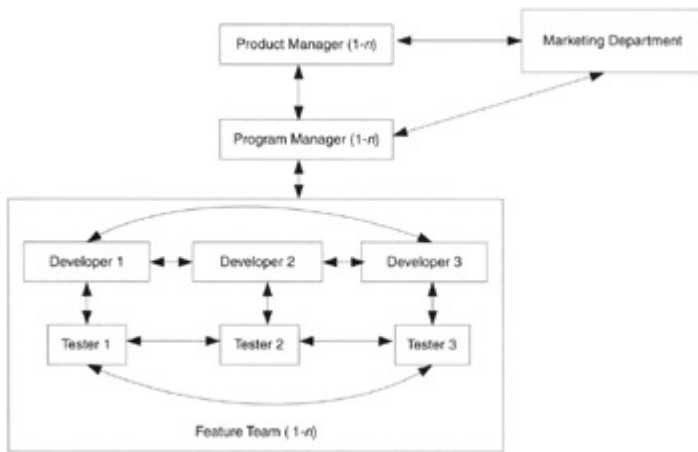 Product Manager (1-n)
Marketing Department
Program Manager (1-n)
Developer 1
Developer 2
Developer 3
Tester 1
Tester 2
Tester 3
Feature Team ( 1-n)